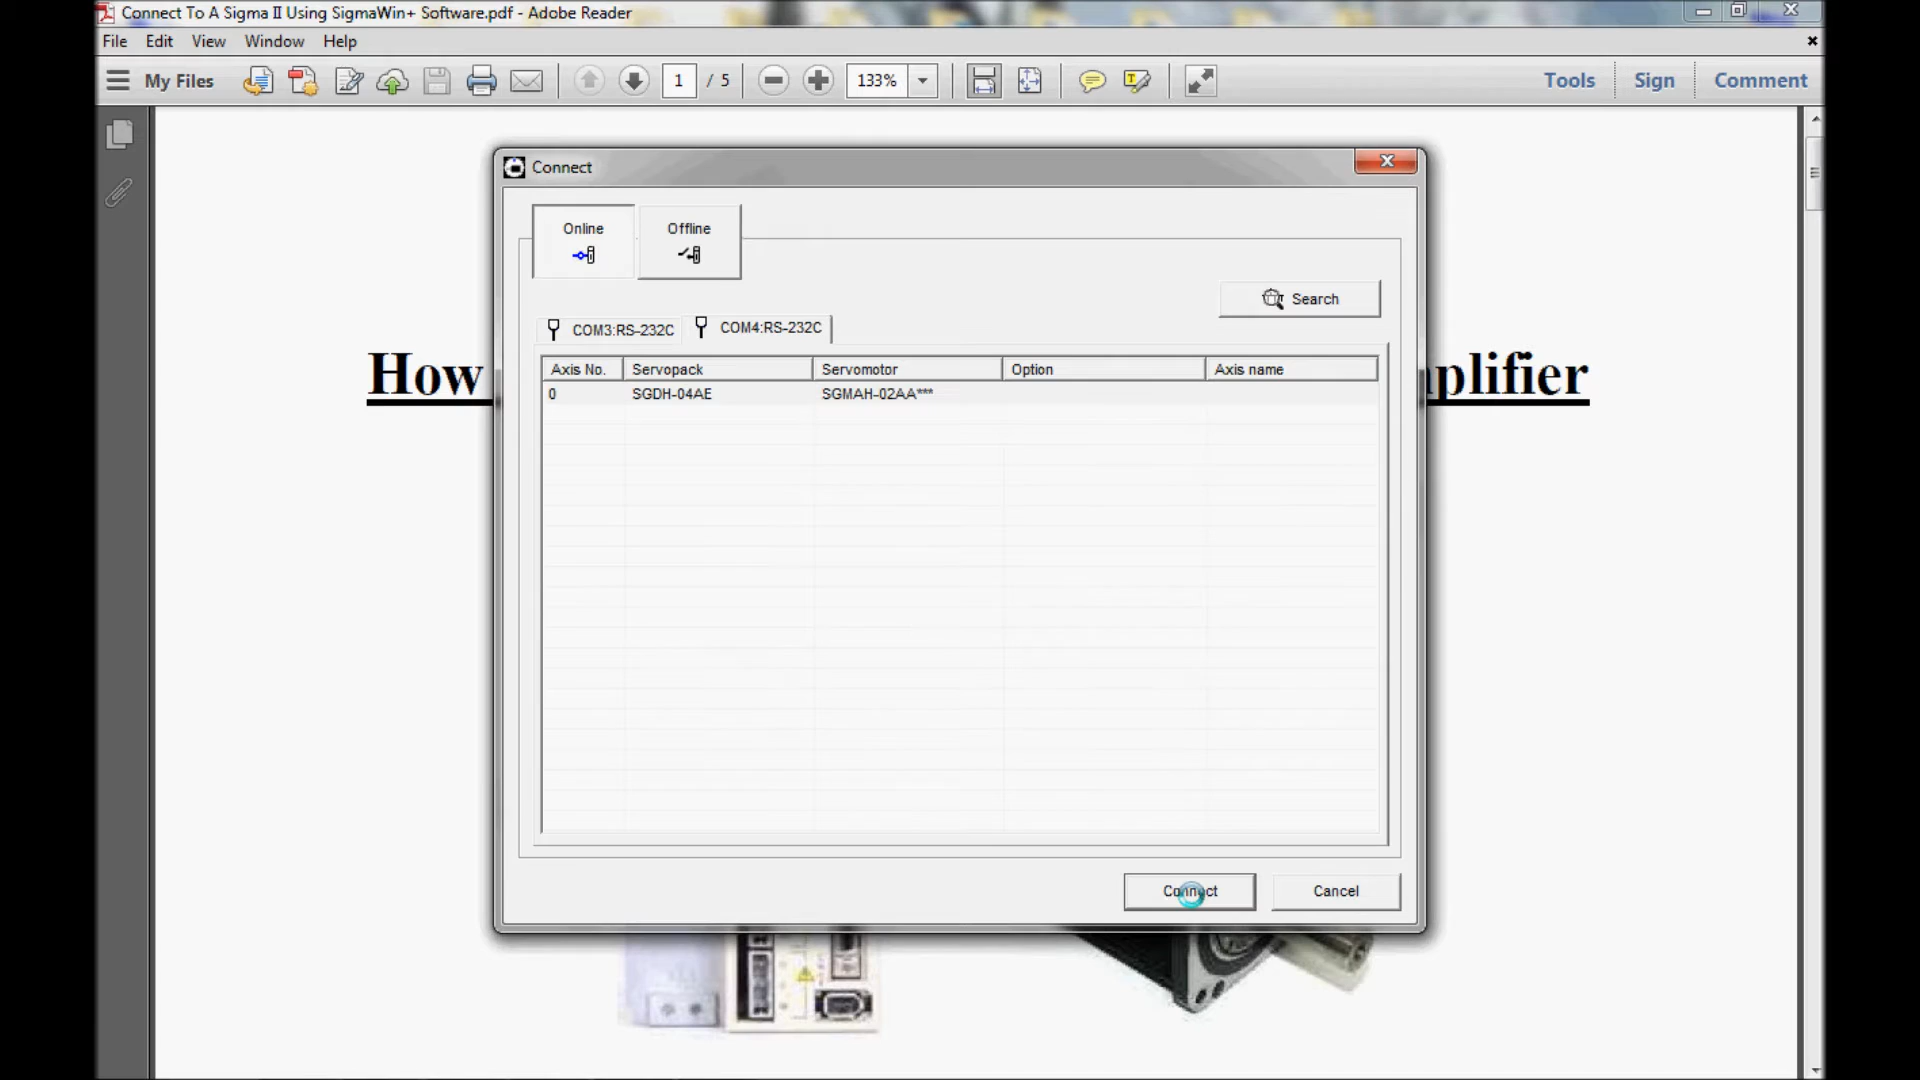 Connect To A Sigma II Using SigmaWin+ Software.pdf - Adobe Reader
File Edit View Window Help
My Files 1 / 5 133% Tools Sign Comment
Connect
Online Offline
Search
COM3:RS-232C COM4:RS-232C
Axis No. Servopack Servomotor Option Axis name
0 SGDH-04AE SGMAH-02AA***
How
Connect Cancel